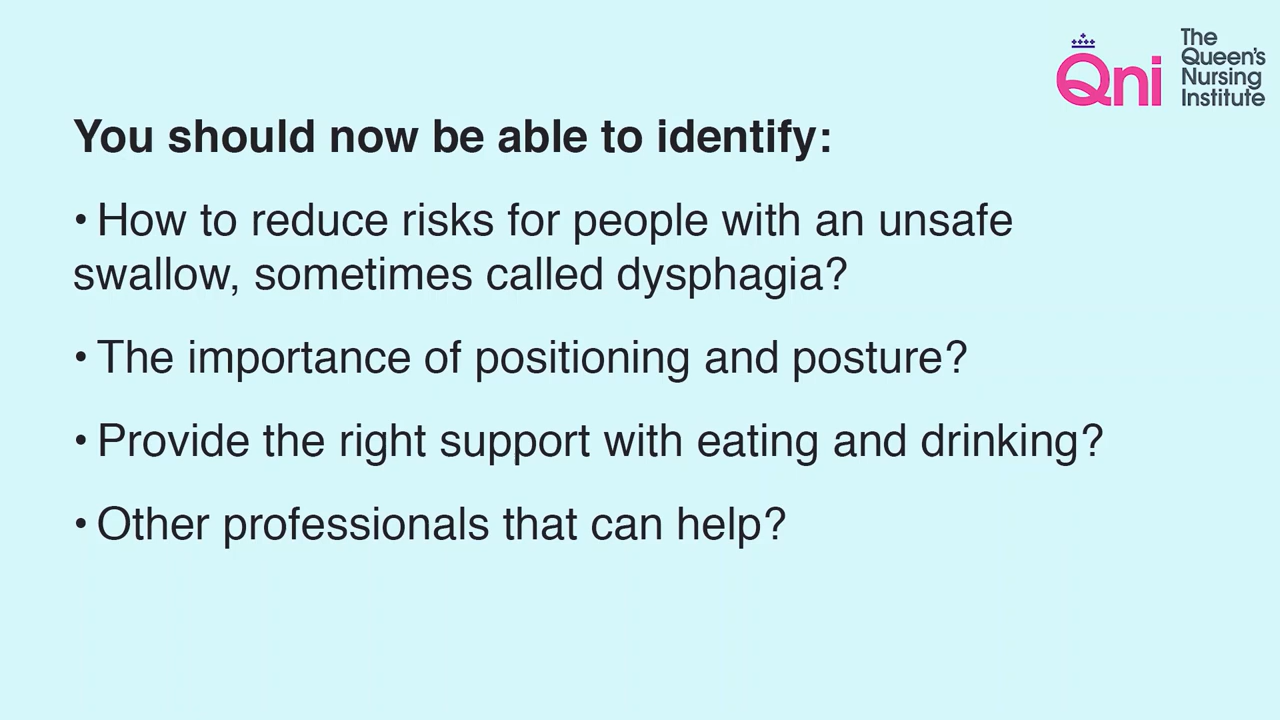 Qni
The
Queen's
Nursing
Institute
You should now be able to identify:
• How to reduce risks for people with an unsafe
swallow, sometimes called dysphagia?
• The importance of positioning and posture?
• Provide the right support with eating and drinking?
• Other professionals that can help?